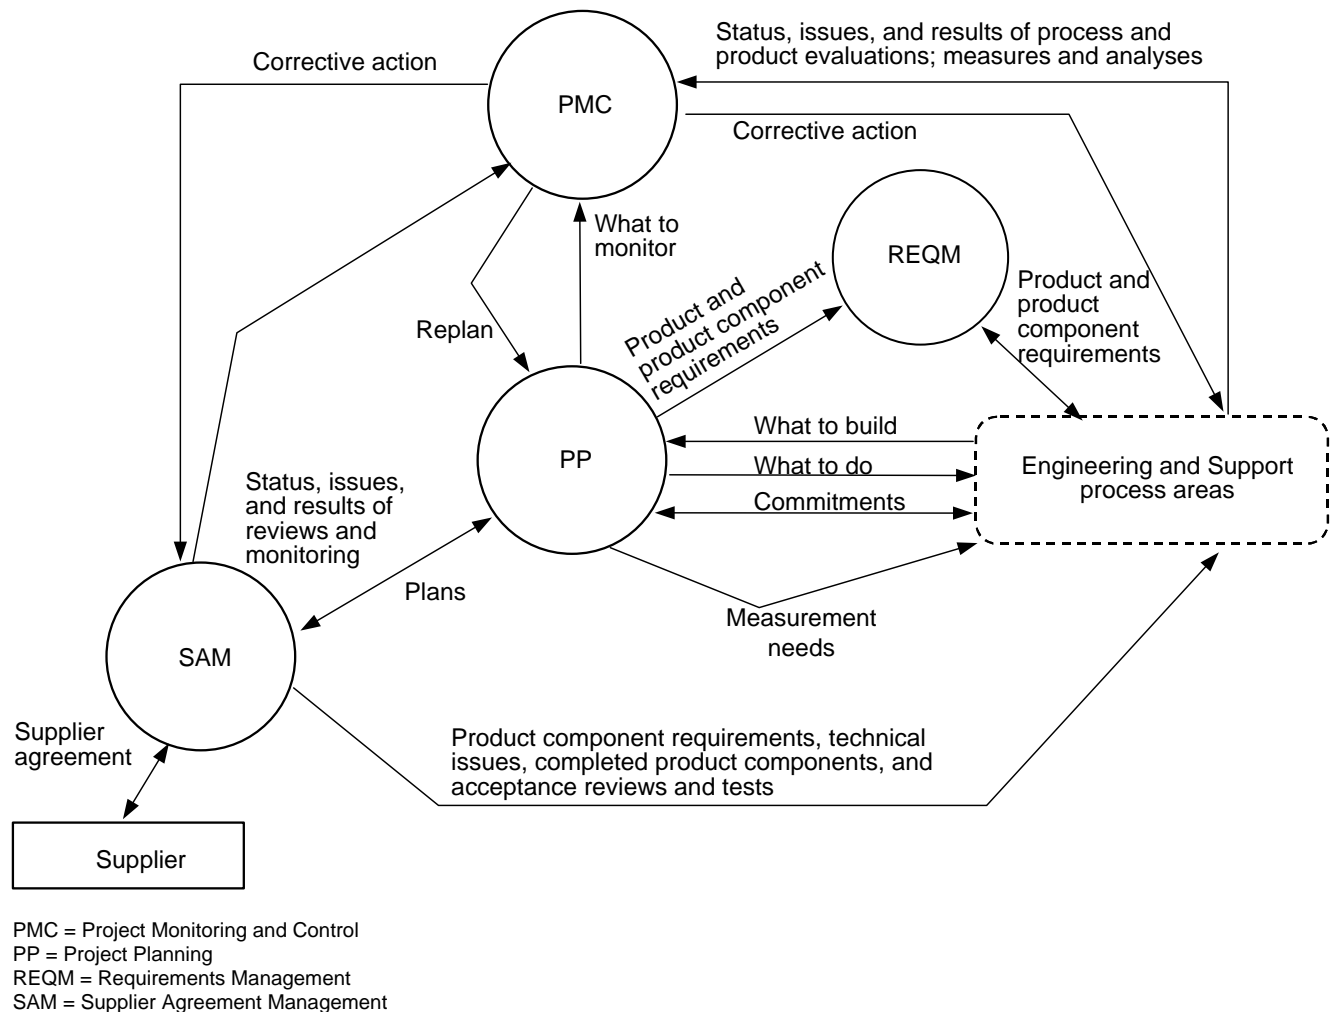 Status, issues, and results of process and
product evaluations; measures and analyses
Corrective action
PMC
Corrective action
What to
monitor
REQM
Product and
product
component
requirements
Product and
product component
requirements
Replan
What to build
PP
What to do
Engineering and Support
process areas
Commitments
Status, issues,
and results of
reviews and
monitoring
Plans
Measurement
needs
SAM
Supplier
agreement
Product component requirements, technical
issues, completed product components, and
acceptance reviews and tests
Supplier
PMC = Project Monitoring and Control
PP = Project Planning
REQM = Requirements Management
SAM = Supplier Agreement Management